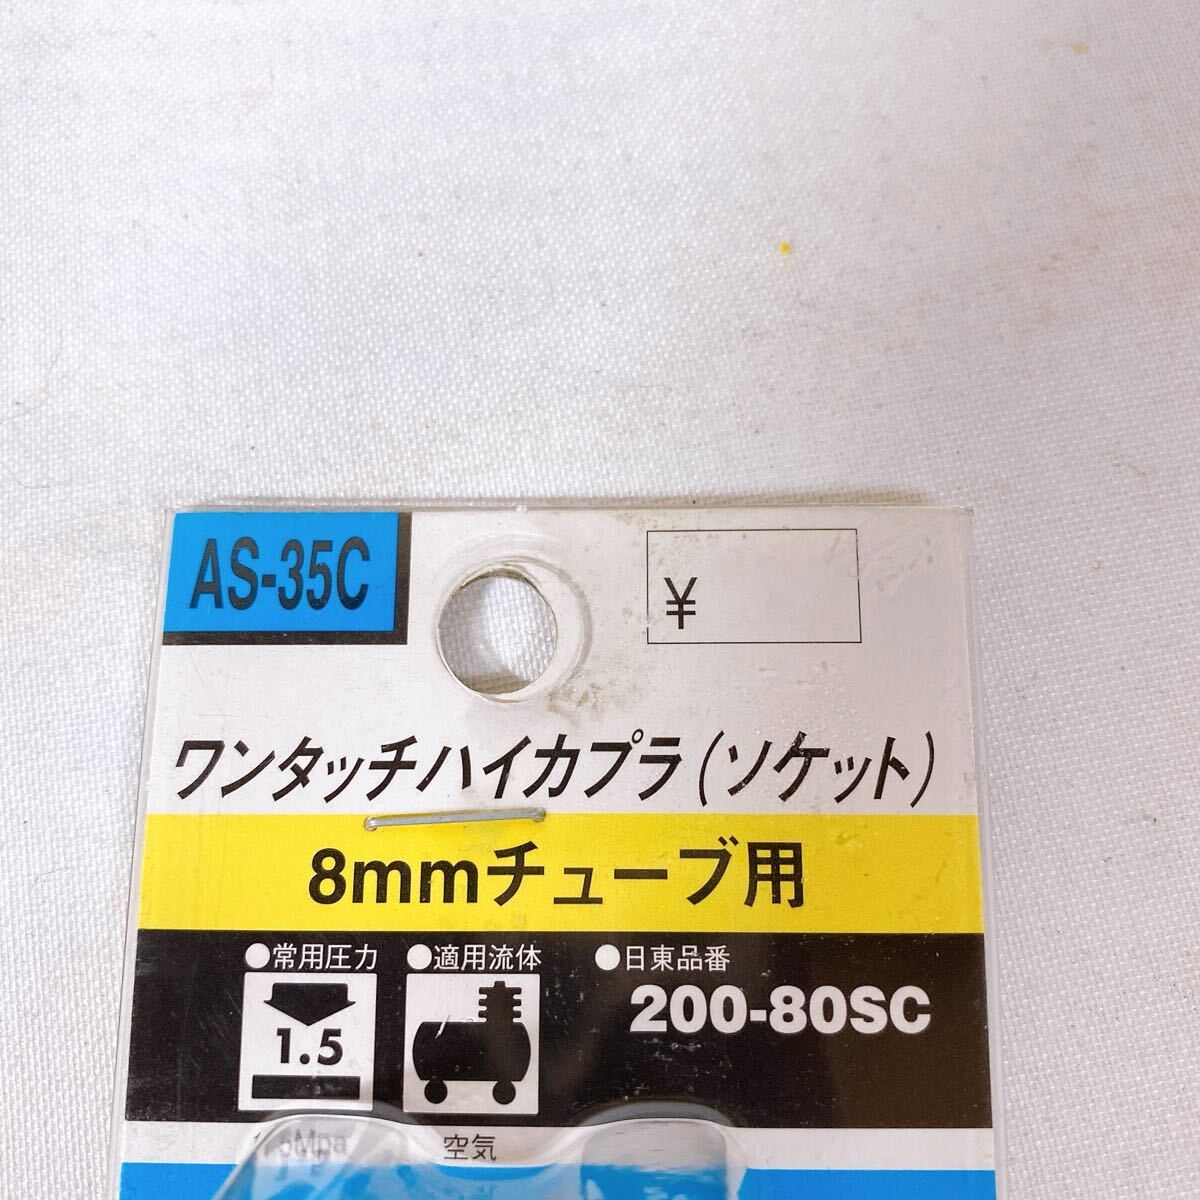 AS-35C
¥
ワンタッチハイカプラ(ソケット)
8mmチューブ用
●常用圧力 ●適用流体 ●日東品番
1.5
200-80SC
空気